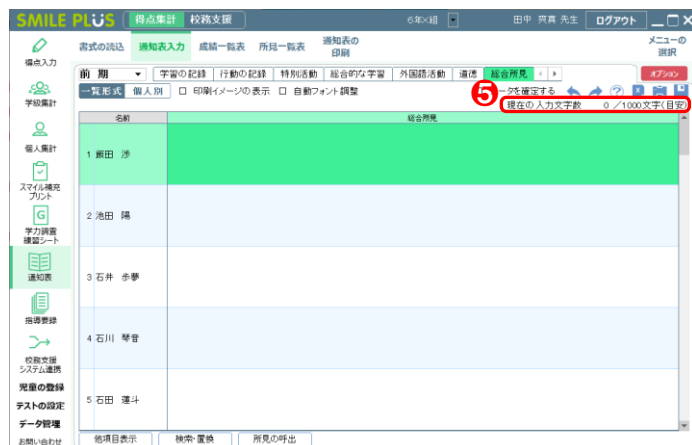 SMILE PLUS 得点集計 校務支援 6年×組 田中 爽真 先生 ログアウト
書式の読込 通知表入力 成績一覧表 所見一覧表 通知表の印刷 メニューの選択
得点入力
学級集計
個人集計
スマイル補充プリント
G
学力調査練習シート
通知表
指導要録
校務支援システム連携
児童の登録
テストの設定
データ管理
お問い合わせ
前 期 学習の記録 行動の記録 特別活動 総合的な学習 外国語活動 道徳 総合所見 オプション
一覧形式 個人別 印刷イメージの表示 自動フォント調整 ータを確定する
5 現在の入力文字数 0 /1000文字(目安)
名前 総合所見
1 飯田 渉
2 池田 陽
3 石井 歩夢
4 石川 琴音
5 石田 蓮斗
他項目表示 検索・置換 所見の呼出